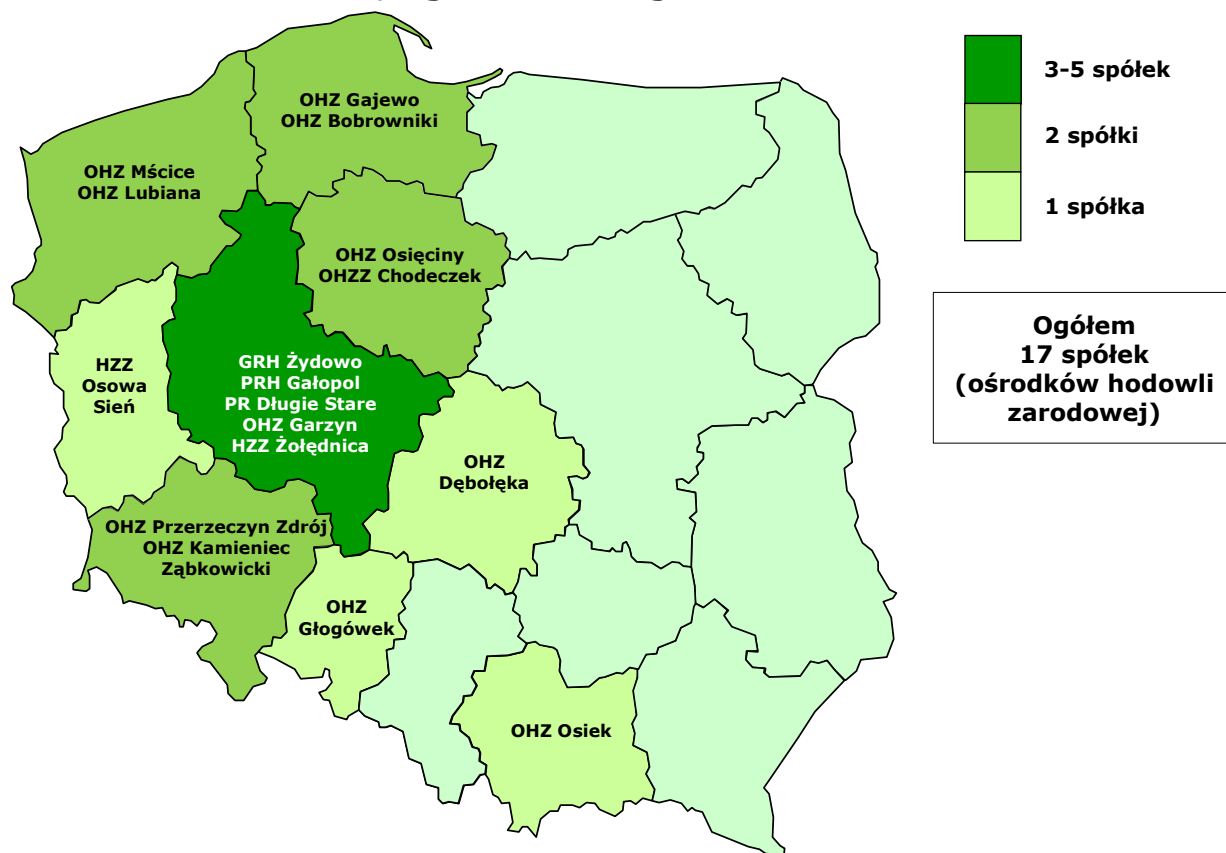 OHZ Gajewo
OHZ Bobrowniki
OHZ Mścice
OHZ Lubiana
OHZ Osięciny
OHZZ Chodeczek
HZZ
Osowa
Sień
GRH Żydowo
PRH Gałopol
PR Długie Stare
OHZ Garzyn
HZZ Żołędnica
OHZ
Dębołęka
OHZ Przerzeczyn Zdrój
OHZ Kamieniec
Ząbkowicki
OHZ
Głogówek
OHZ Osiek
3-5 spółek
2 spółki
1 spółka
Ogółem
17 spółek
(ośrodków hodowli
zarodowej)